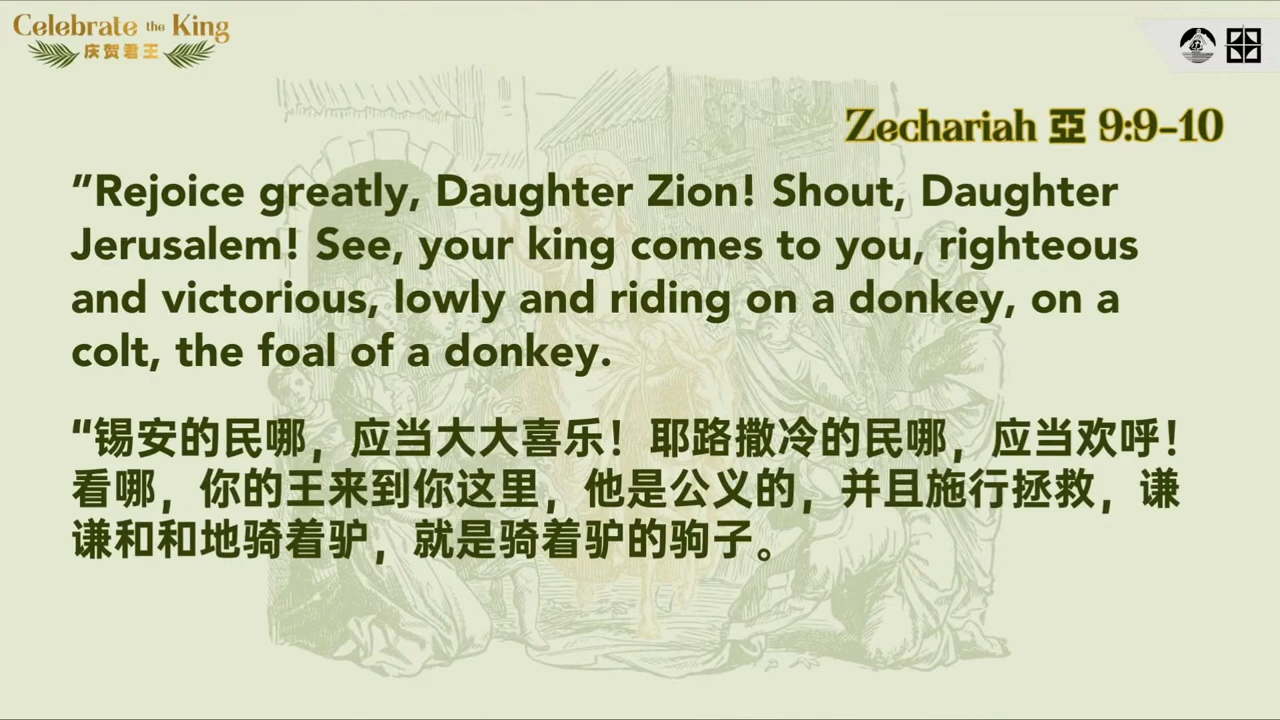 Celebrate the King
庆贺君王
Zechariah 亞 9:9-10
"Rejoice greatly, Daughter Zion! Shout, Daughter
Jerusalem! See, your king comes to you, righteous
and victorious, lowly and riding on a donkey, on a
colt, the foal of a donkey.
“锡安的民哪，应当大大喜乐！耶路撒冷的民哪，应当欢呼！
看哪，你的王来到你这里，他是公义的，并且施行拯救，谦
谦和和地骑着驴，就是骑着驴的驹子。